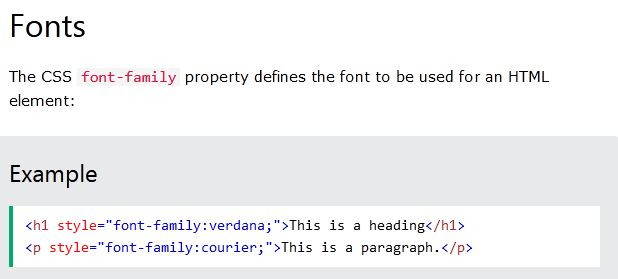 Fonts
The CSS font-family property defines the font to be used for an HTML
element:
Example
<h1 style="font-family:verdana;">This is a heading</h1>
<p style="font-family:courier;">This is a paragraph.</p>